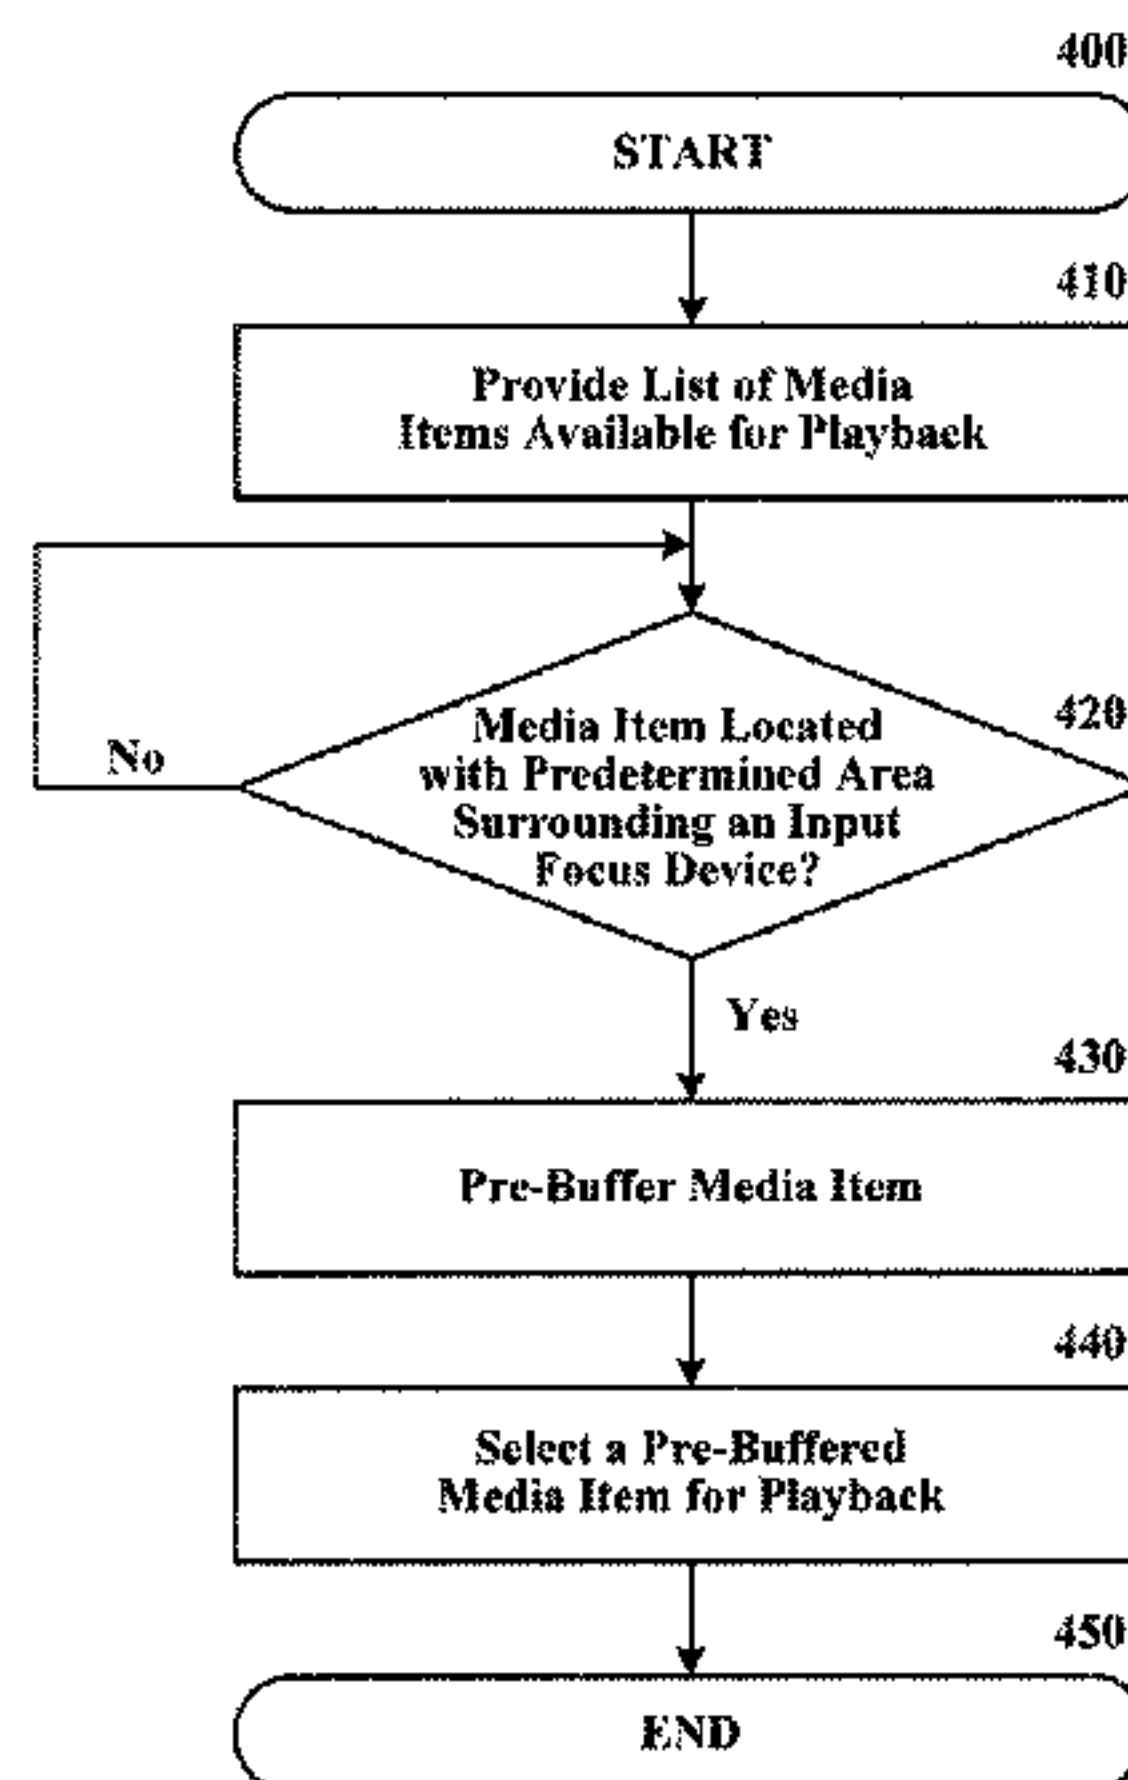 400
START
410
Provide List of Media
Items Available for Playback
420
Media Item Located
with Predetermined Area
Surrounding an Input
Focus Device?
No
Yes
430
Pre-Buffer Media Item
440
Select a Pre-Buffered
Media Item for Playback
450
END